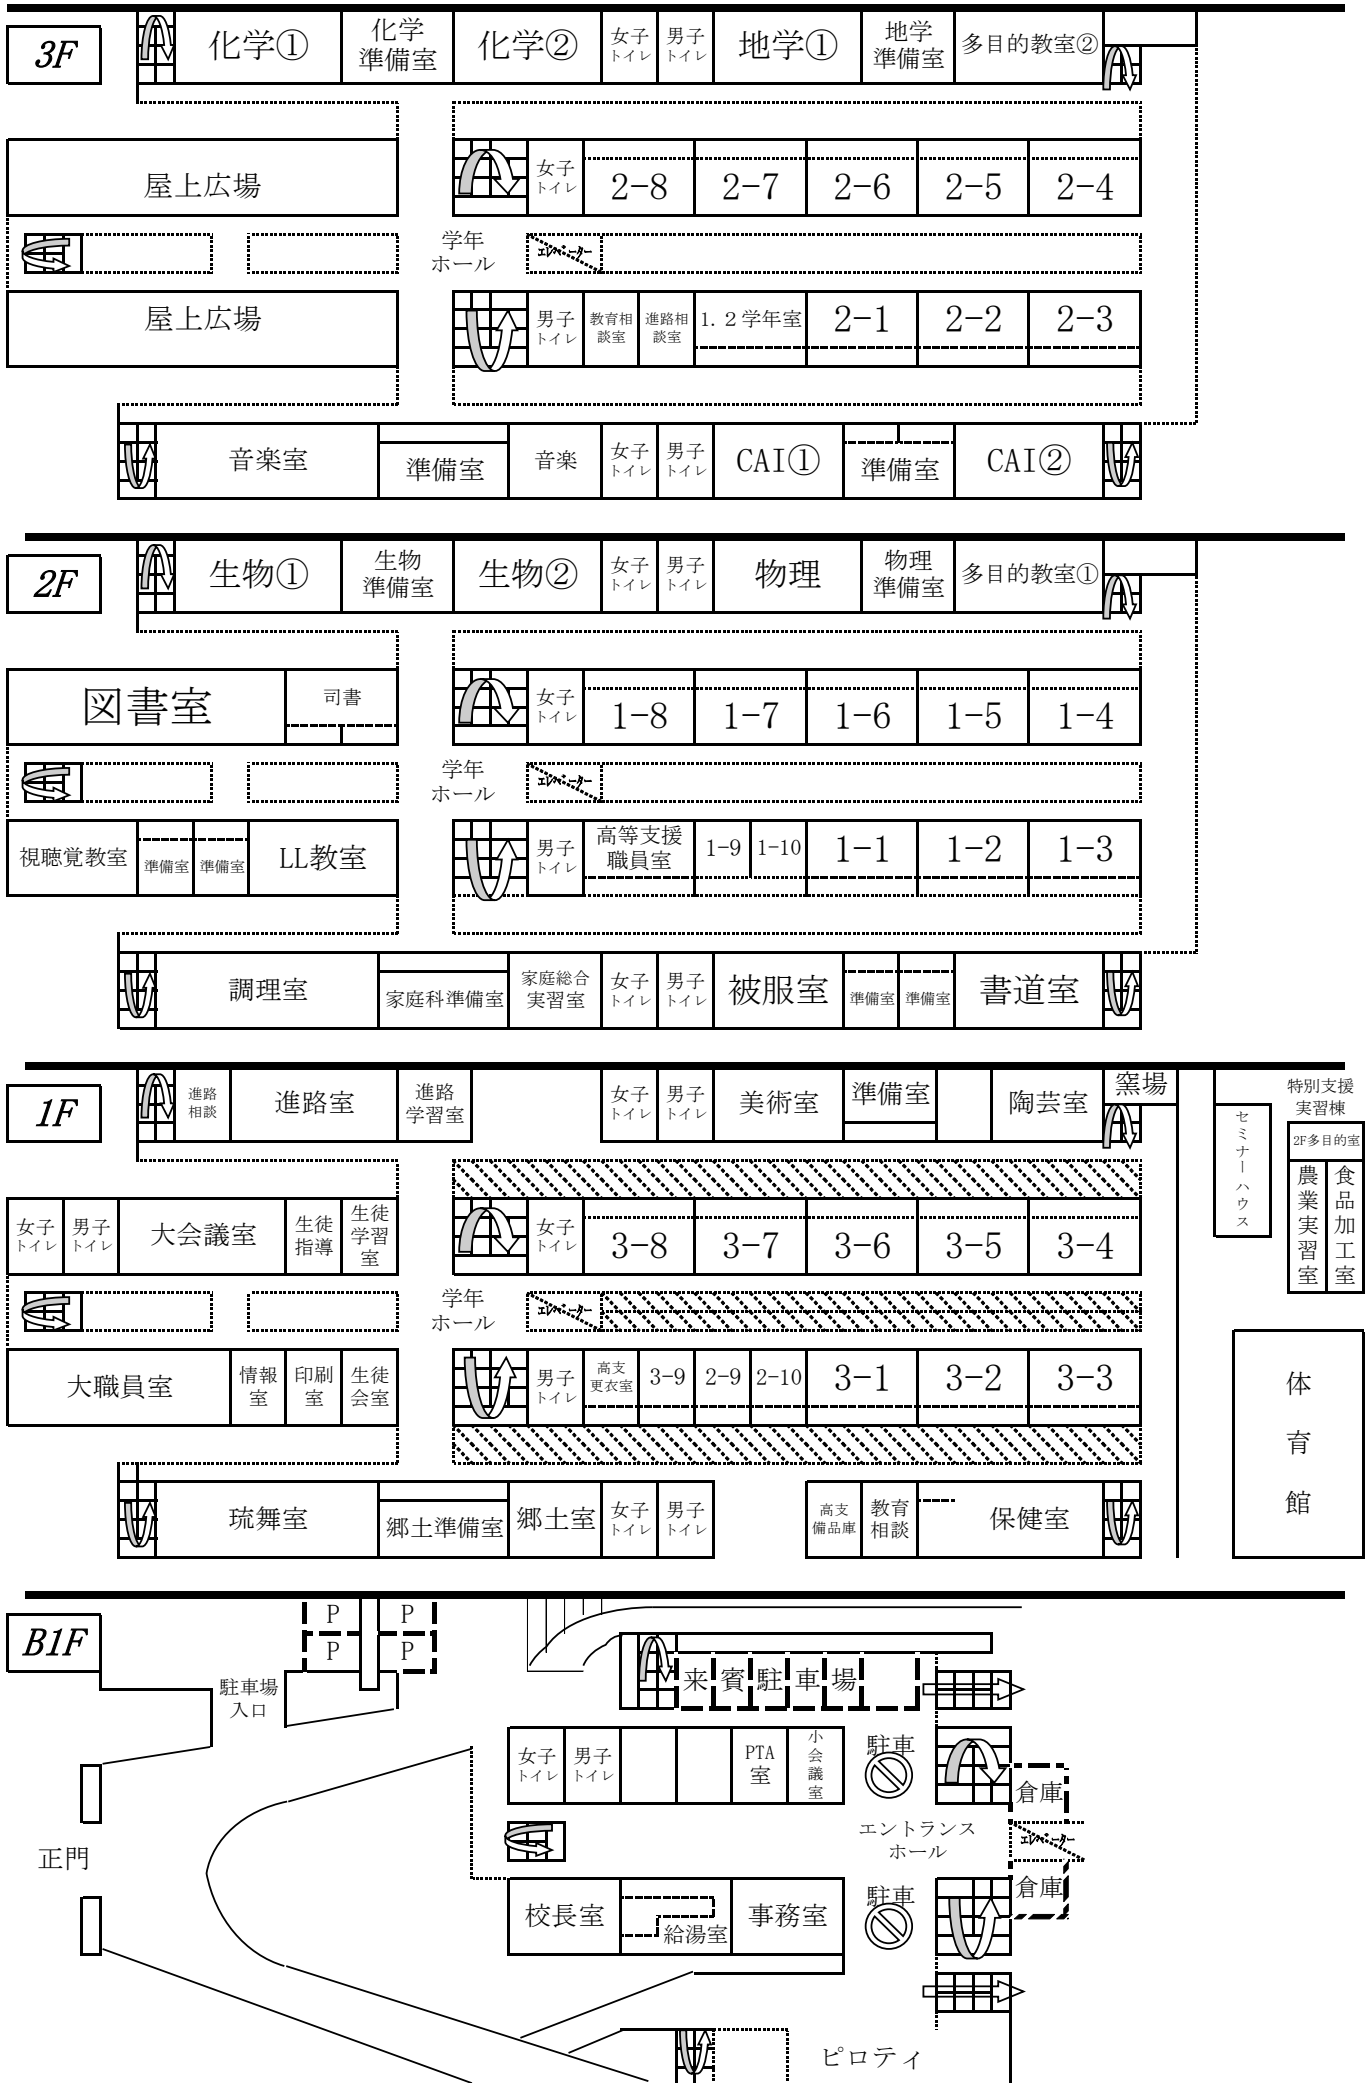 3F
化学①
化学
準備室
化学②
女子
トイレ
男子
トイレ
地学①
地学
準備室
多目的教室②
屋上広場
女子
トイレ
2-8
2-7
2-6
2-5
2-4
学年
ホール
エレベーター
屋上広場
男子
トイレ
教育相
談室
進路相
談室
1.２学年室
2-1
2-2
2-3
音楽室
準備室
音楽
女子
トイレ
男子
トイレ
CAI①
準備室
CAI②
2F
生物①
生物
準備室
生物②
女子
トイレ
男子
トイレ
物理
物理
準備室
多目的教室①
図書室
司書
女子
トイレ
1-8
1-7
1-6
1-5
1-4
学年
ホール
エレベーター
視聴覚教室
準備室
準備室
LL教室
男子
トイレ
高等支援
職員室
1-9
1-10
1-1
1-2
1-3
調理室
家庭科準備室
家庭総合
実習室
女子
トイレ
男子
トイレ
被服室
準備室
準備室
書道室
1F
進路
相談
進路室
進路
学習室
女子
トイレ
男子
トイレ
美術室
準備室
陶芸室
窯場
セミナーハウス
特別支援
実習棟
2F多目的室
農業実習室
食品加工室
女子
トイレ
男子
トイレ
大会議室
生徒
指導
生徒
学習
室
女子
トイレ
3-8
3-7
3-6
3-5
3-4
学年
ホール
エレベーター
大職員室
情報
室
印刷
室
生徒
会室
男子
トイレ
高支
更衣室
3-9
2-9
2-10
3-1
3-2
3-3
体育館
琉舞室
郷土準備室
郷土室
女子
トイレ
男子
トイレ
高支
備品庫
教育
相談
保健室
B1F
P
P
P
P
駐車場
入口
来賓駐車場
女子
トイレ
男子
トイレ
PTA
室
小会議室
駐車
倉庫
エントランス
ホール
エレベーター
正門
校長室
給湯室
事務室
駐車
倉庫
ピロティ